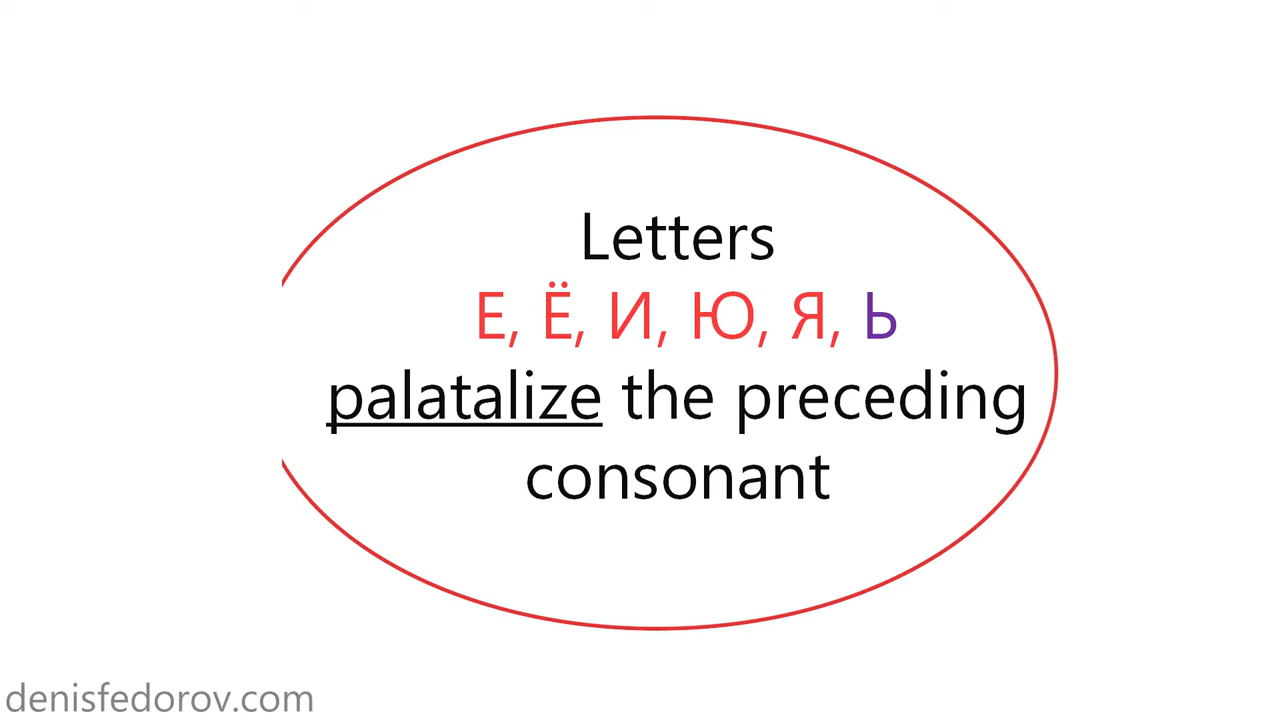 Letters
Е, Ё, И, Ю, Я, Ь
palatalize the preceding
consonant
denisfedorov.com